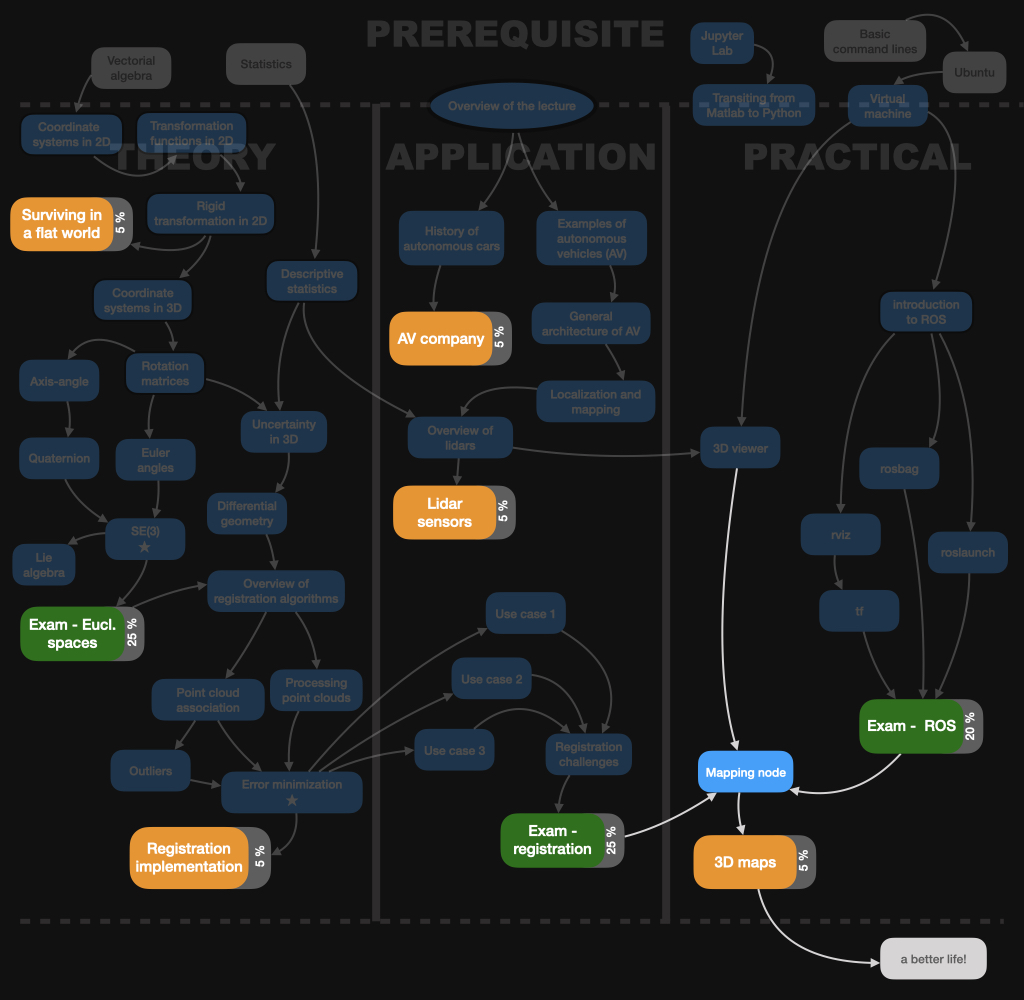 PREREQUISITE
Vectorial
algebra
Statistics
Jupyter
Lab
Basic
command lines
Ubuntu
Overview of the lecture
Transiting from
Matlab to Python
Virtual
machine
Coordinate
systems in 2D
Transformation
functions in 2D
THEORY
APPLICATION
PRACTICAL
Surviving in
a flat world
5 %
Rigid
transformation in 2D
History of
autonomous cars
Examples of
autonomous
vehicles (AV)
Descriptive
statistics
Coordinate
systems in 3D
introduction
to ROS
AV company
5 %
General
architecture of AV
Axis-angle
Rotation
matrices
Localization and
mapping
Uncertainty
in 3D
Overview of
lidars
3D viewer
Quaternion
Euler
angles
rosbag
Lidar
sensors
5 %
Differential
geometry
SE(3)
★
rviz
roslaunch
Lie
algebra
Overview of
registration algorithms
tf
Exam - Eucl.
spaces
25 %
Use case 1
Use case 2
Point cloud
association
Processing
point clouds
Exam - ROS
20 %
Use case 3
Registration
challenges
Outliers
Error minimization
★
Mapping node
Registration
implementation
5 %
Exam -
registration
25 %
3D maps
5 %
a better life!